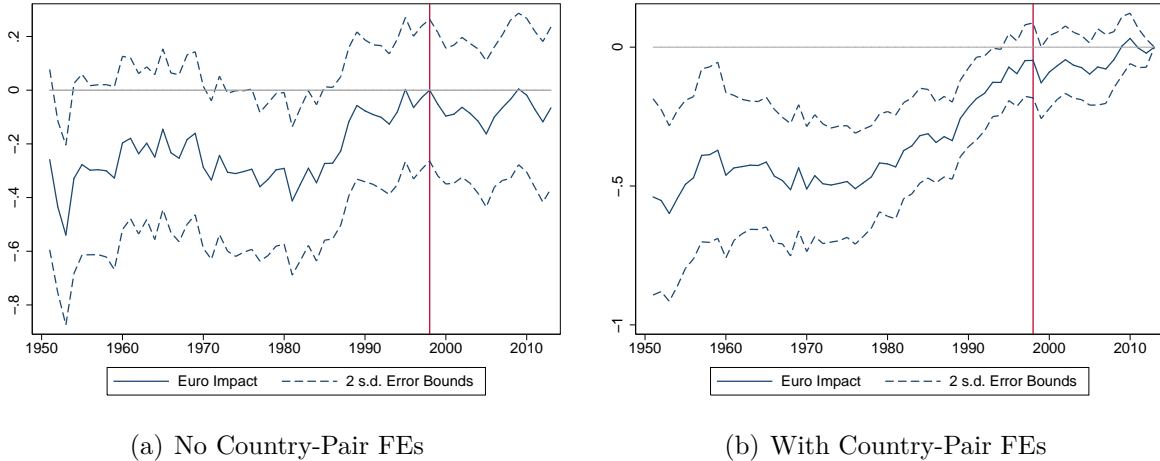 .2
0
-.2
-.4
-.6
-.8
1950 1960 1970 1980 1990 2000 2010
Euro Impact 2 s.d. Error Bounds
(a) No Country-Pair FEs
0
-.5
-1
1950 1960 1970 1980 1990 2000 2010
Euro Impact 2 s.d. Error Bounds
(b) With Country-Pair FEs